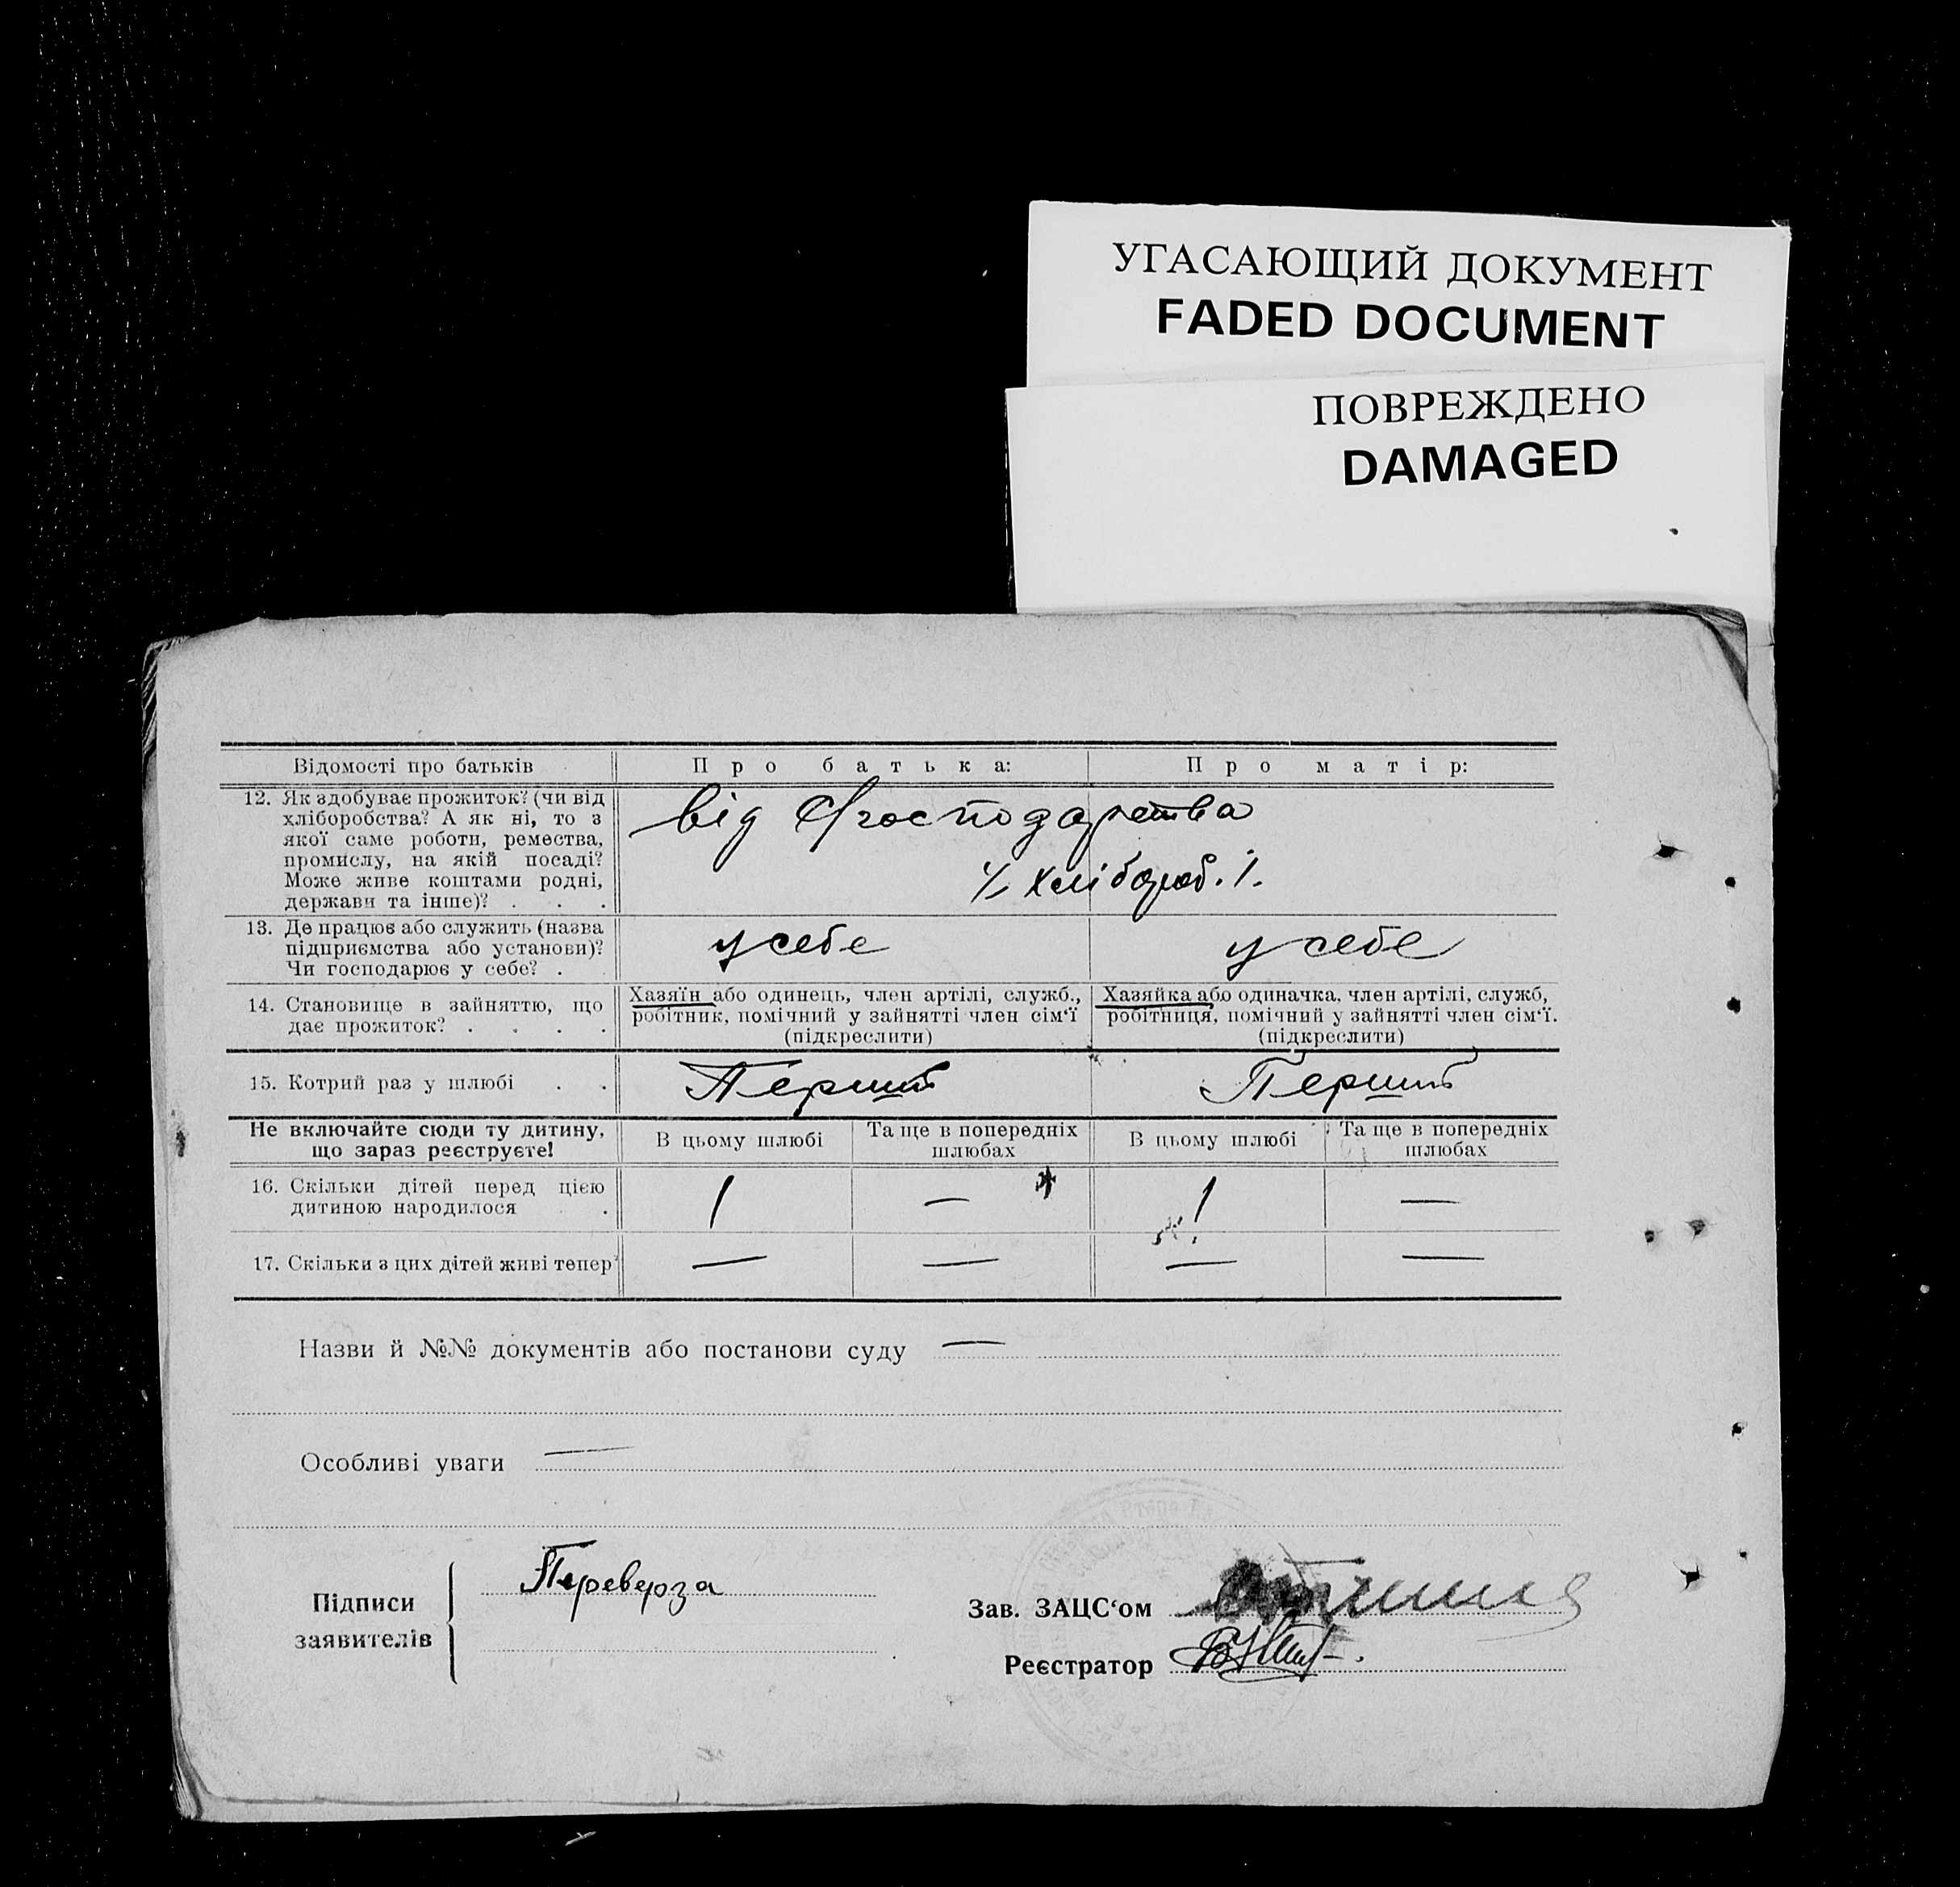 УГАСАЮЩИЙ ДОКУМЕНТ
FADED DOCUMENT
ПОВРЕЖДЕНО
DAMAGED
Відомості про батьків
Про батька:
Про матір:
12. Як здобуває прожиток? (чи від
хліборобства? А як ні, то з
якої саме роботи, ремества,
промислу, на якій посаді?
Може живе коштами родні,
держави та інше)? . . .
від господарства
хлібороб.
13. Де працює або служить (назва
підприємства або установи)?
Чи господарює у себе? .
у себе
у себе
14. Становище в зайняттю, що
дає прожиток? . . . .
Хазяїн або одинець, член артілі, служб.,
робітник, помічний у зайнятті член сім'ї
(підкреслити)
Хазяйка або одиначка, член артілі, служб,
робітниця, помічний у зайнятті член сім'ї.
(підкреслити)
15. Котрий раз у шлюбі . .
Перший
Перший
Не включайте сюди ту дитину,
що зараз реєструєте!
В цьому шлюбі
Та ще в попередніх
шлюбах
В цьому шлюбі
Та ще в попередніх
шлюбах
16. Скільки дітей перед цією
дитиною народилося .
1
—
1
—
17. Скільки з цих дітей живі тепер?
—
—
—
—
Назви й №№ документів або постанови суду —
Особливі уваги —
Підписи
заявителів
Переверза
Зав. ЗАЦС'ом
Реєстратор